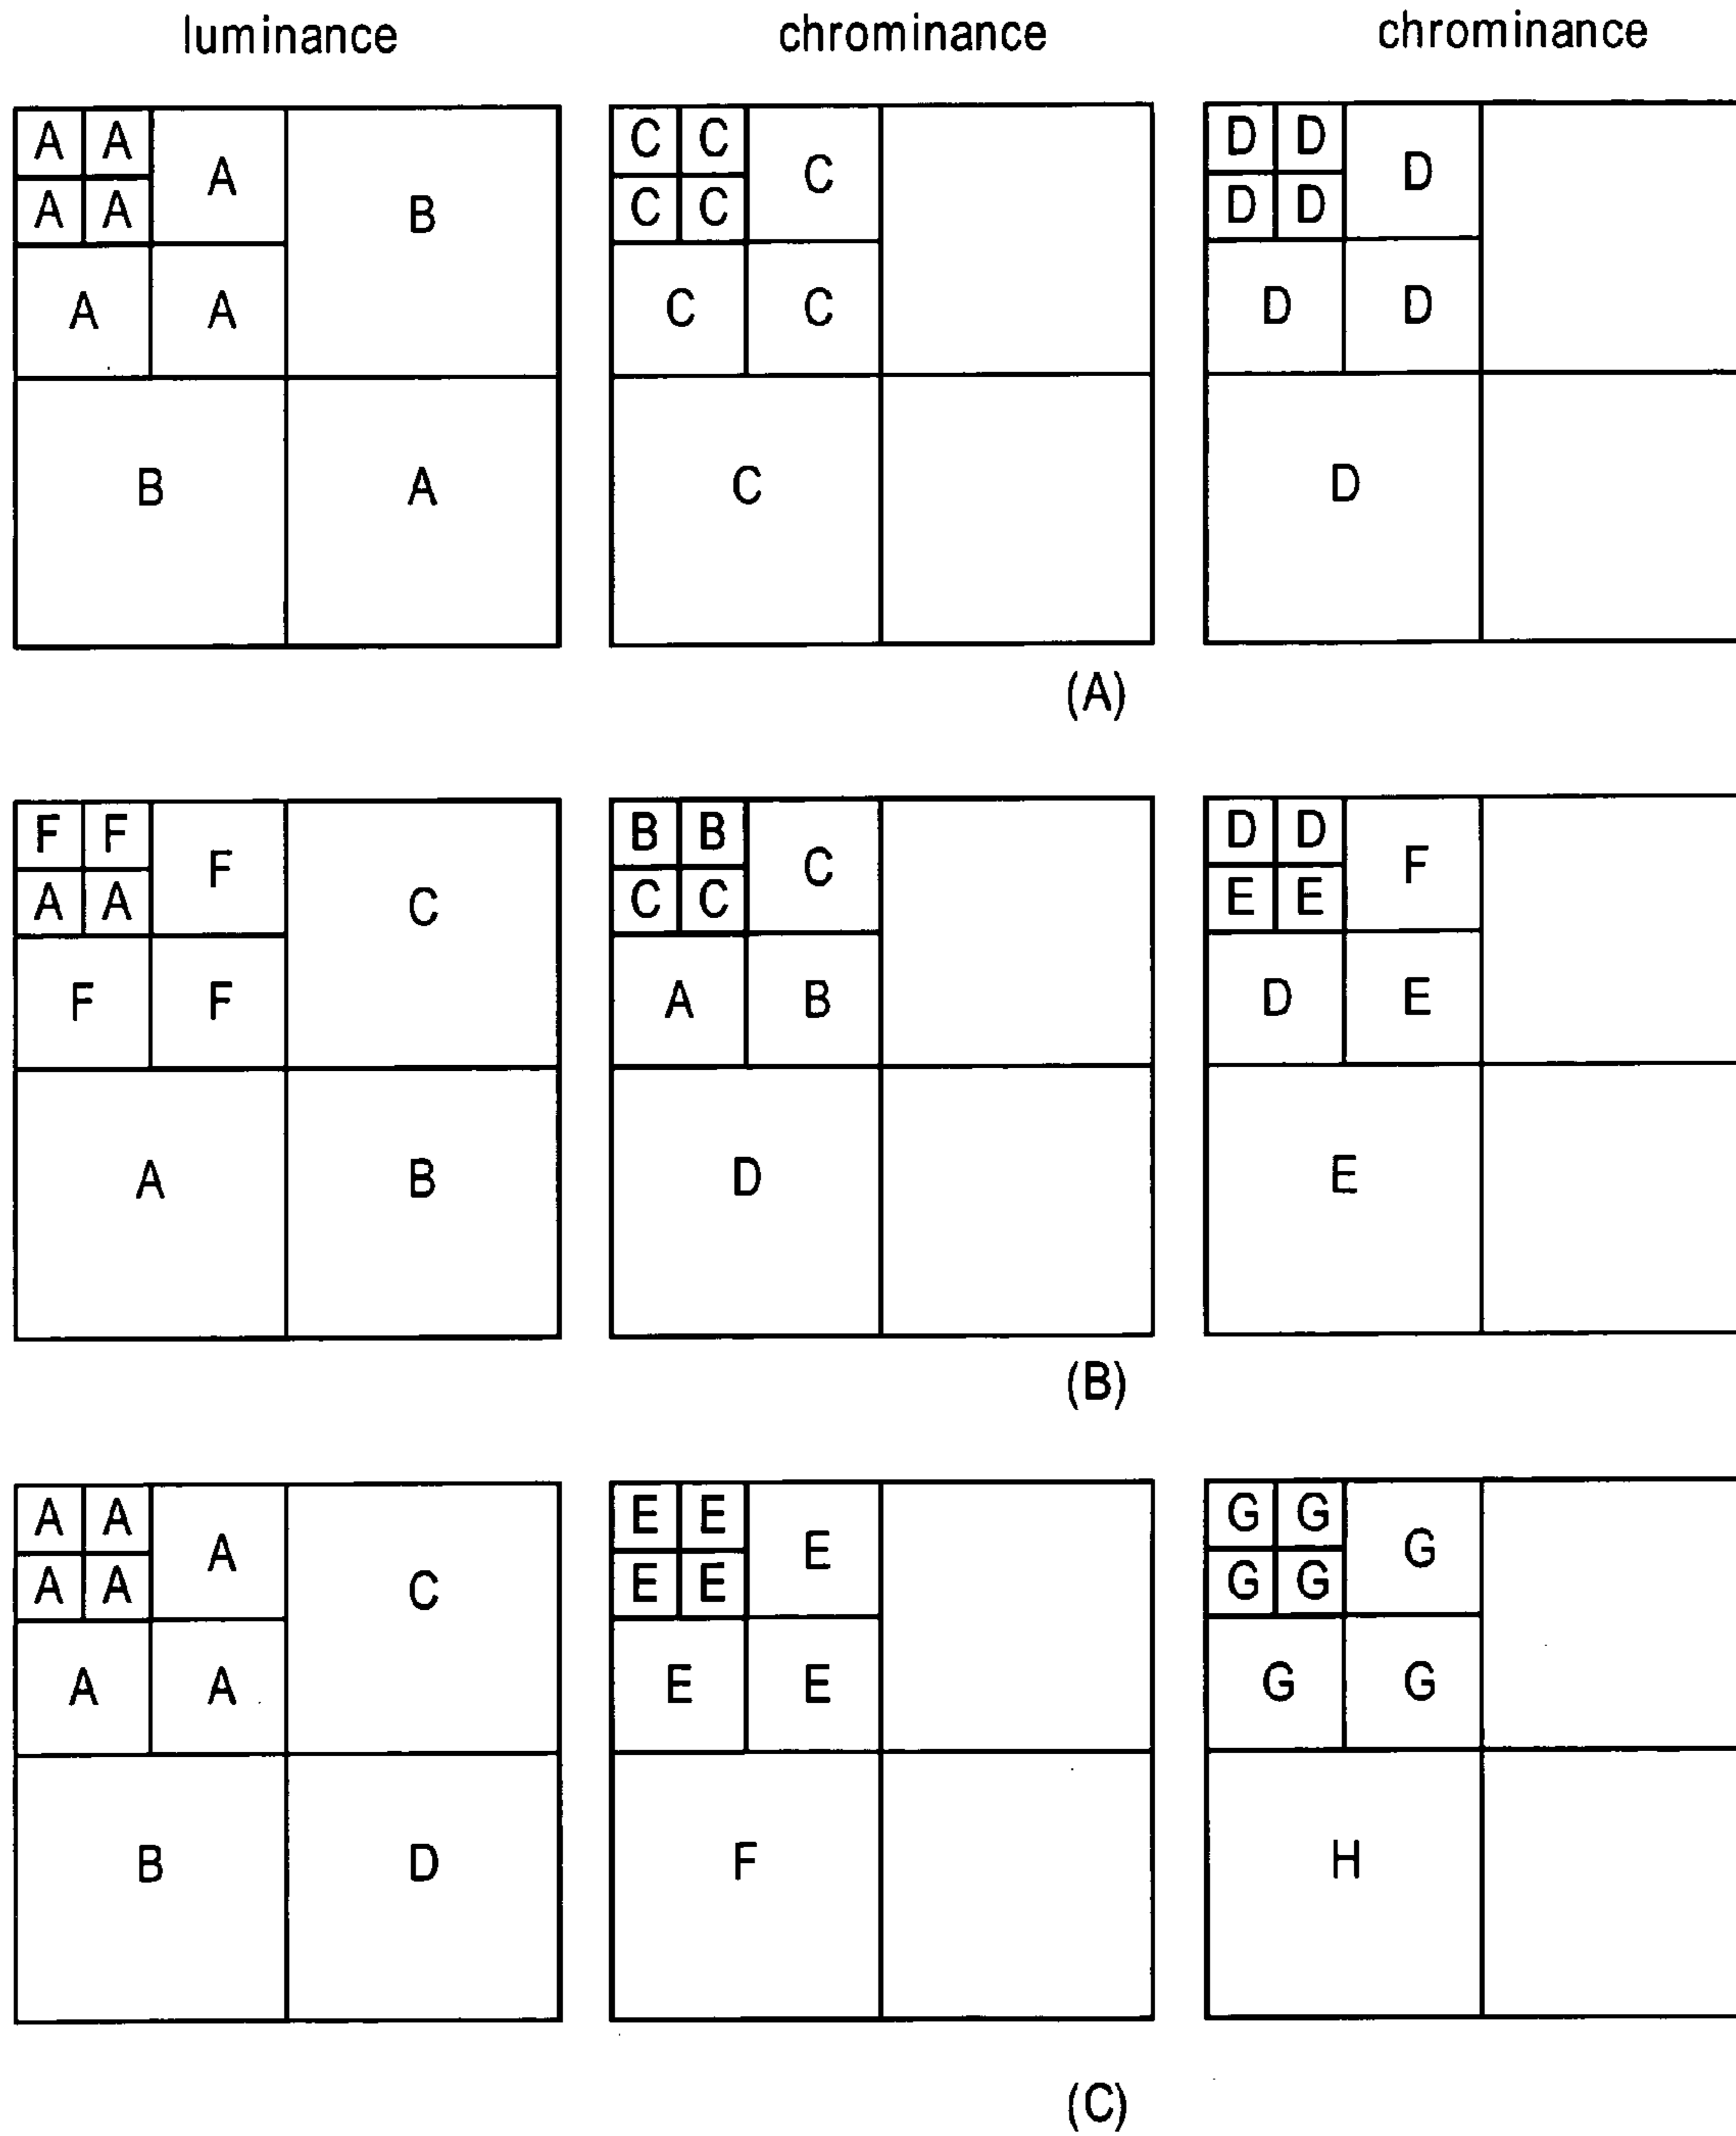 luminance chrominance chrominance
A A A B C C C D D D
A A C C D D
A A C C D D
B A C D
(A)
F F F C B B C D D F
A A C C E E
F F A B D E
A B D E
(B)
A A A C E E E G G G
A A E E G G
A A E E G G
B D F H
(C)